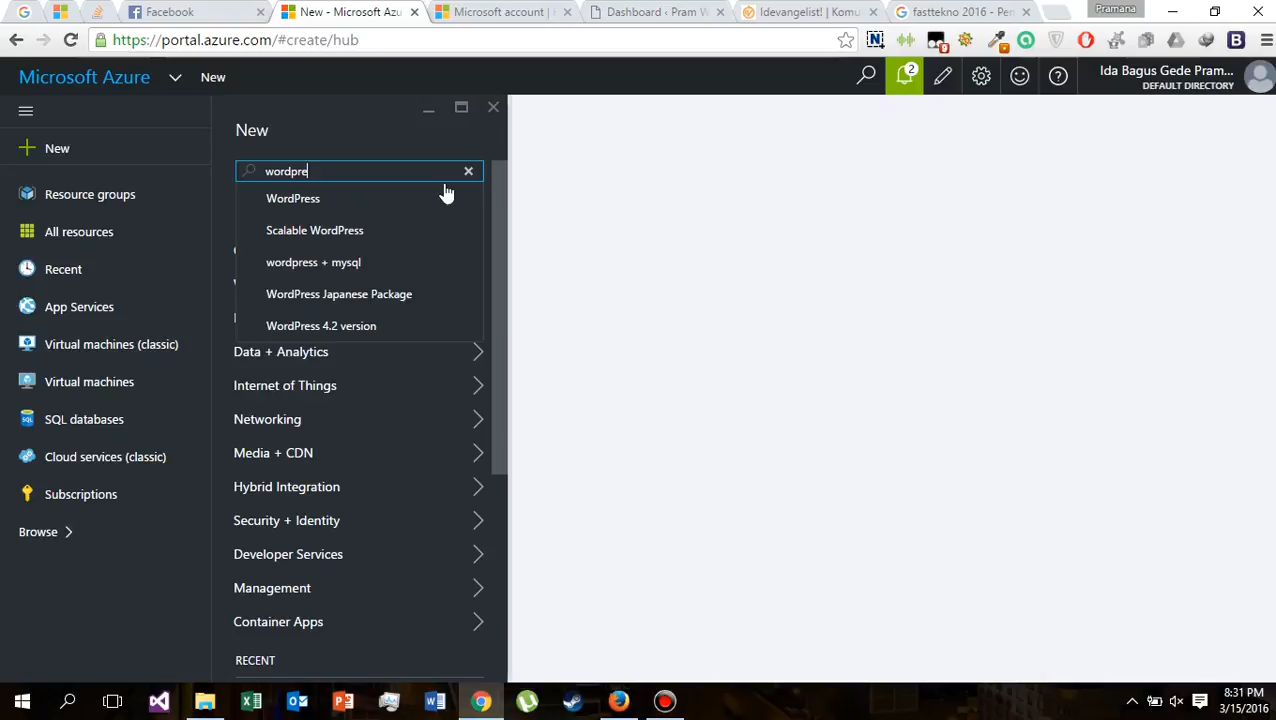 Facebook
New - Microsoft Azu
Microsoft account |
Dashboard ‹ Pram W
Idevangelist! | Komu
fasttekno 2016 - Pen
Pramana
https://portal.azure.com/#create/hub
Microsoft Azure
New
2
Ida Bagus Gede Pram...
DEFAULT DIRECTORY
New
Resource groups
All resources
Recent
App Services
Virtual machines (classic)
Virtual machines
SQL databases
Cloud services (classic)
Subscriptions
Browse
New
wordpre
WordPress
Scalable WordPress
wordpress + mysql
WordPress Japanese Package
WordPress 4.2 version
Data + Analytics
Internet of Things
Networking
Media + CDN
Hybrid Integration
Security + Identity
Developer Services
Management
Container Apps
RECENT
8:31 PM
3/15/2016